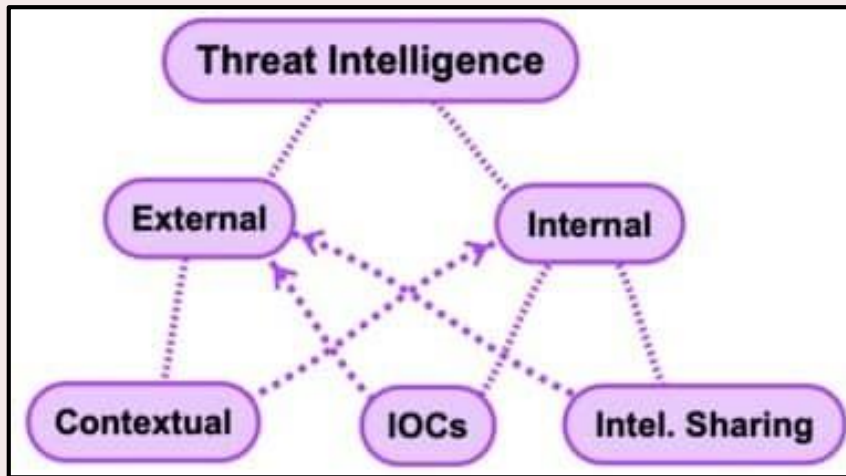 Threat Intelligence
External
Internal
Contextual
IOCs
Intel. Sharing